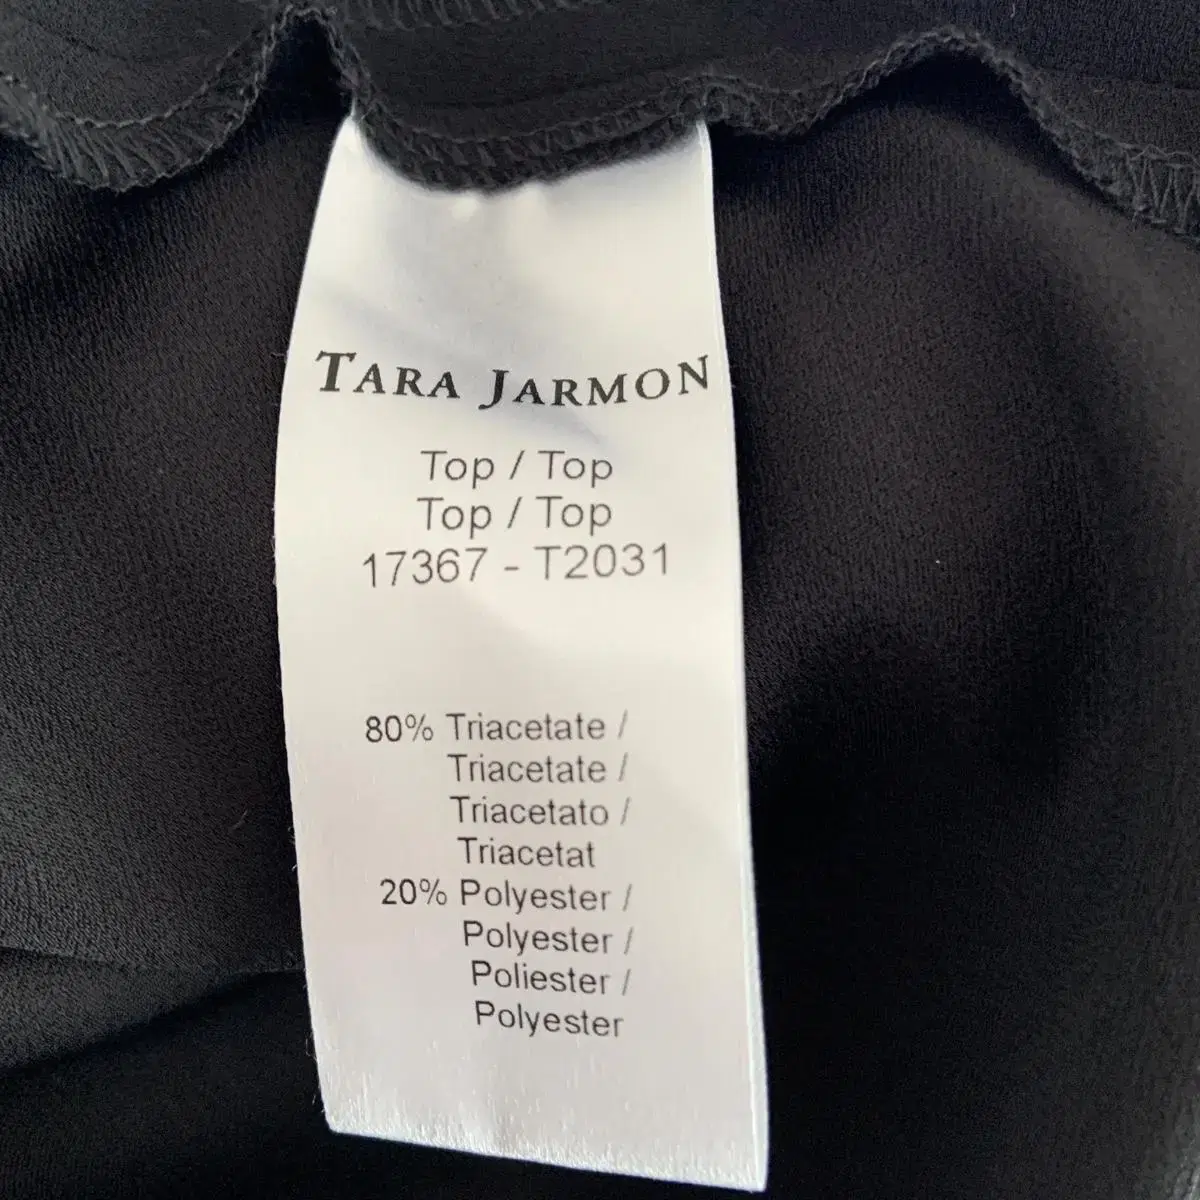 TARA JARMON
Top / Top
Top / Top
17367 - T2031
80% Triacetate /
Triacetate /
Triacetato /
Triacetat
20% Polyester /
Polyester /
Poliester /
Polyester